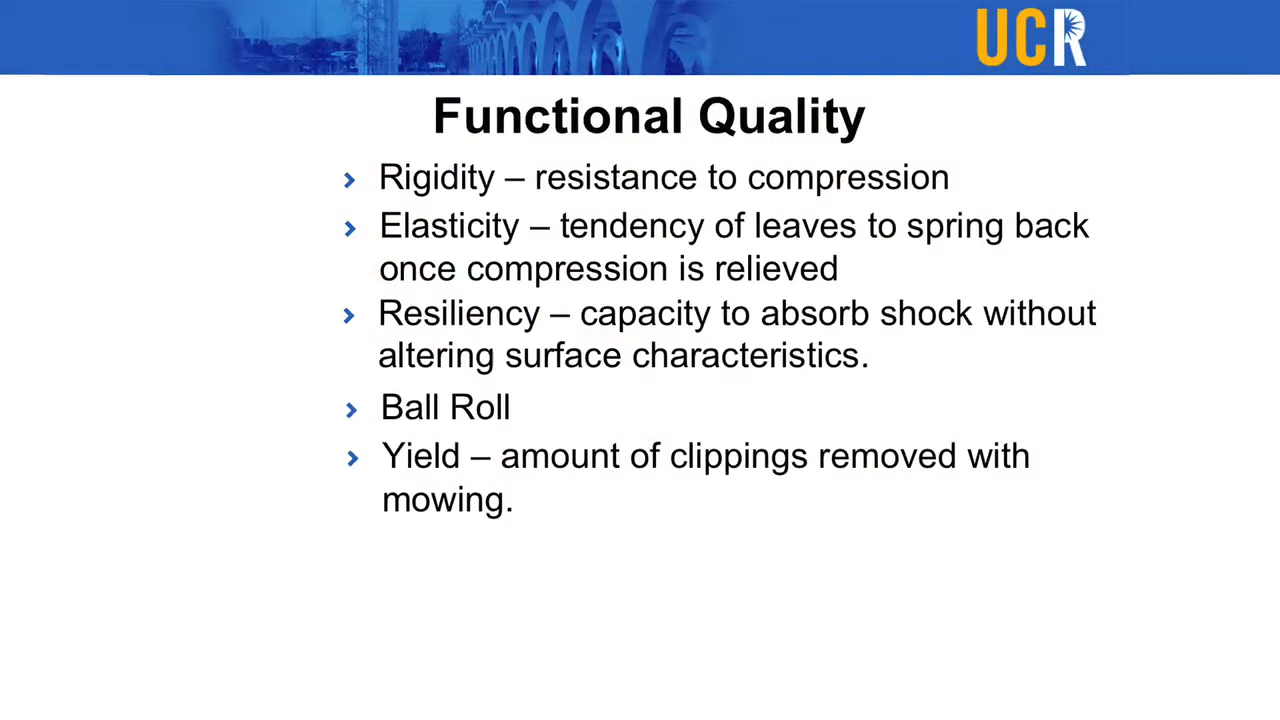 UCR
Functional Quality
Rigidity – resistance to compression
Elasticity – tendency of leaves to spring back
once compression is relieved
Resiliency – capacity to absorb shock without
altering surface characteristics.
Ball Roll
Yield – amount of clippings removed with
mowing.